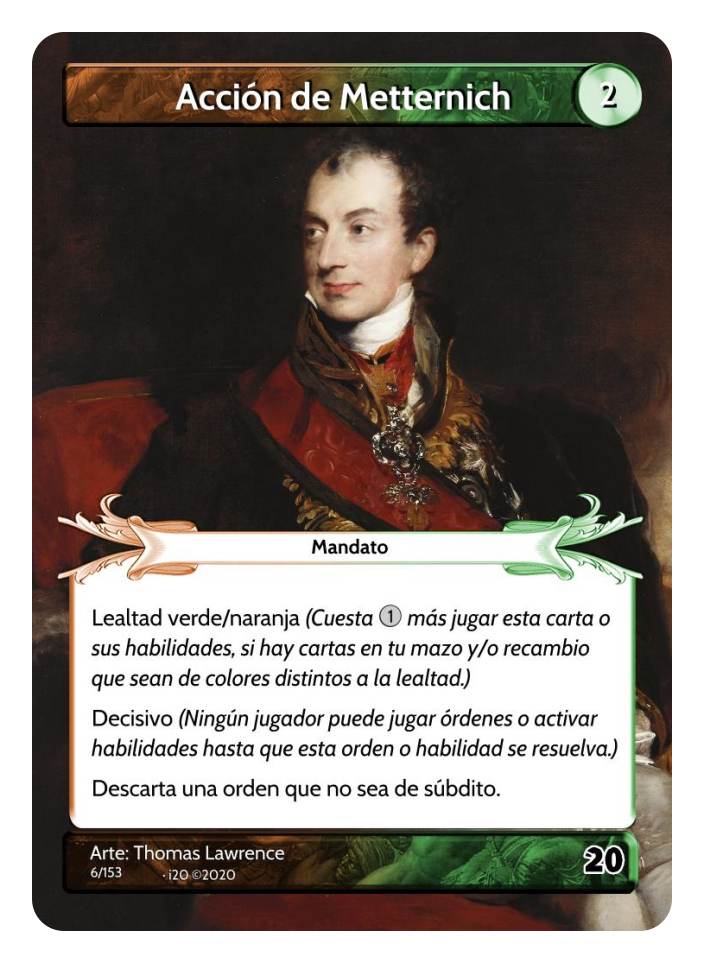 Acción de Metternich
2
Mandato
Lealtad verde/naranja (Cuesta 1 más jugar esta carta o
sus habilidades, si hay cartas en tu mazo y/o recambio
que sean de colores distintos a la lealtad.)
Decisivo (Ningún jugador puede jugar órdenes o activar
habilidades hasta que esta orden o habilidad se resuelva.)
Descarta una orden que no sea de súbdito.
Arte: Thomas Lawrence
20
6/153 · i20 ©2020